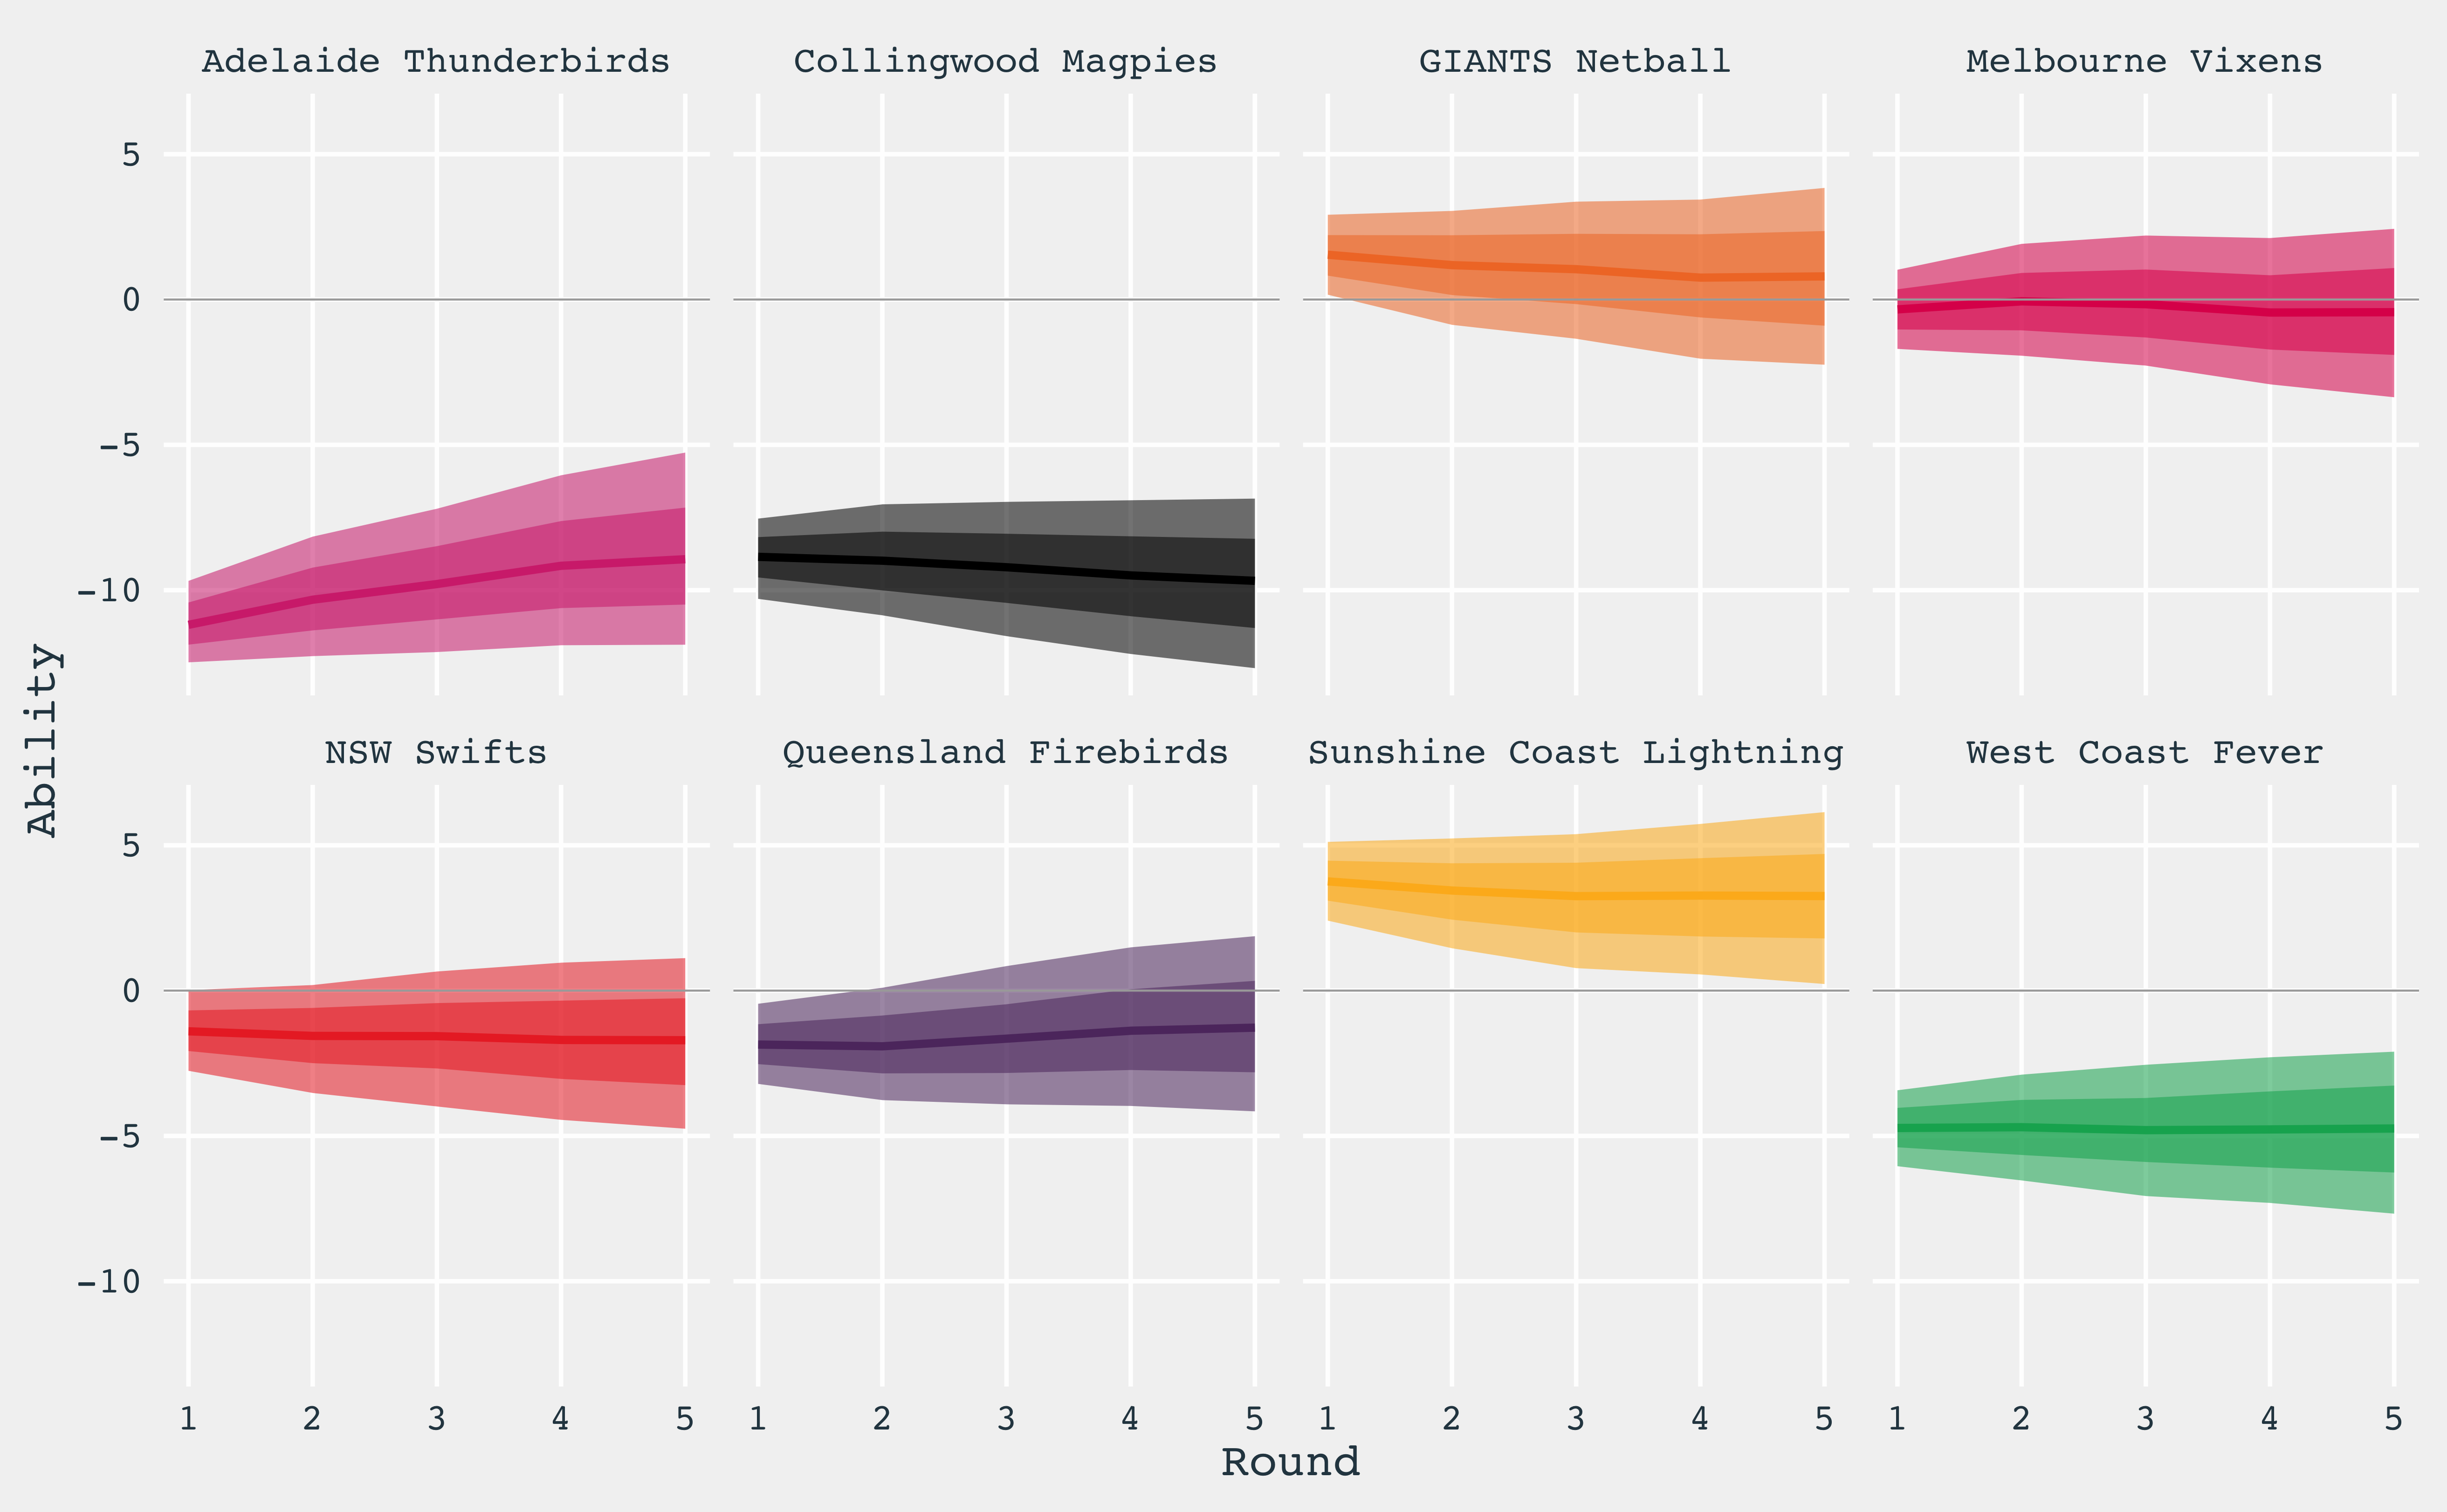 Adelaide Thunderbirds Collingwood Magpies GIANTS Netball Melbourne Vixens
5
0
-5
-10
Ability
NSW Swifts Queensland Firebirds Sunshine Coast Lightning West Coast Fever
5
0
-5
-10
1 2 3 4 5 1 2 3 4 5 1 2 3 4 5 1 2 3 4 5
Round